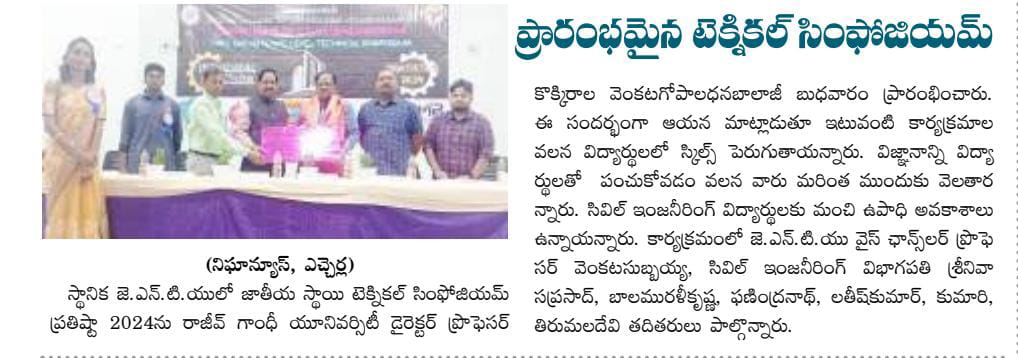 ప్రారంభమైన టెక్నికల్ సింఫోజియమ్
(నిఘాన్యూస్, ఎచ్చెర్ల)
స్థానిక జె.ఎన్.టి.యులో జాతీయ స్థాయి టెక్నికల్ సింఫోజియమ్
ప్రతిష్ఠా 2024ను రాజీవ్ గాంధీ యూనివర్సిటీ డైరెక్టర్ ప్రొఫెసర్
కొక్కిరాల వెంకటగోపాలధనబాలాజీ బుధవారం ప్రారంభించారు.
ఈ సందర్భంగా ఆయన మాట్లాడుతూ ఇటువంటి కార్యక్రమాల
వలన విద్యార్థులలో స్కిల్స్ పెరుగుతాయన్నారు. విజ్ఞానాన్ని విద్యా
ర్థులతో పంచుకోవడం వలన వారు మరింత ముందుకు వెలతార
న్నారు. సివిల్ ఇంజనీరింగ్ విద్యార్థులకు మంచి ఉపాధి అవకాశాలు
ఉన్నాయన్నారు. కార్యక్రమంలో జె.ఎన్.టి.యు వైస్ ఛాన్స్‌లర్ ప్రొఫె
సర్ వెంకటసుబ్బయ్య, సివిల్ ఇంజనీరింగ్ విభాగపతి శ్రీనివా
సప్రసాద్, బాలమురళీకృష్ణ, ఫణింద్రనాథ్, లతీష్‌కుమార్, కుమారి,
తిరుమలదేవి తదితరులు పాల్గొన్నారు.